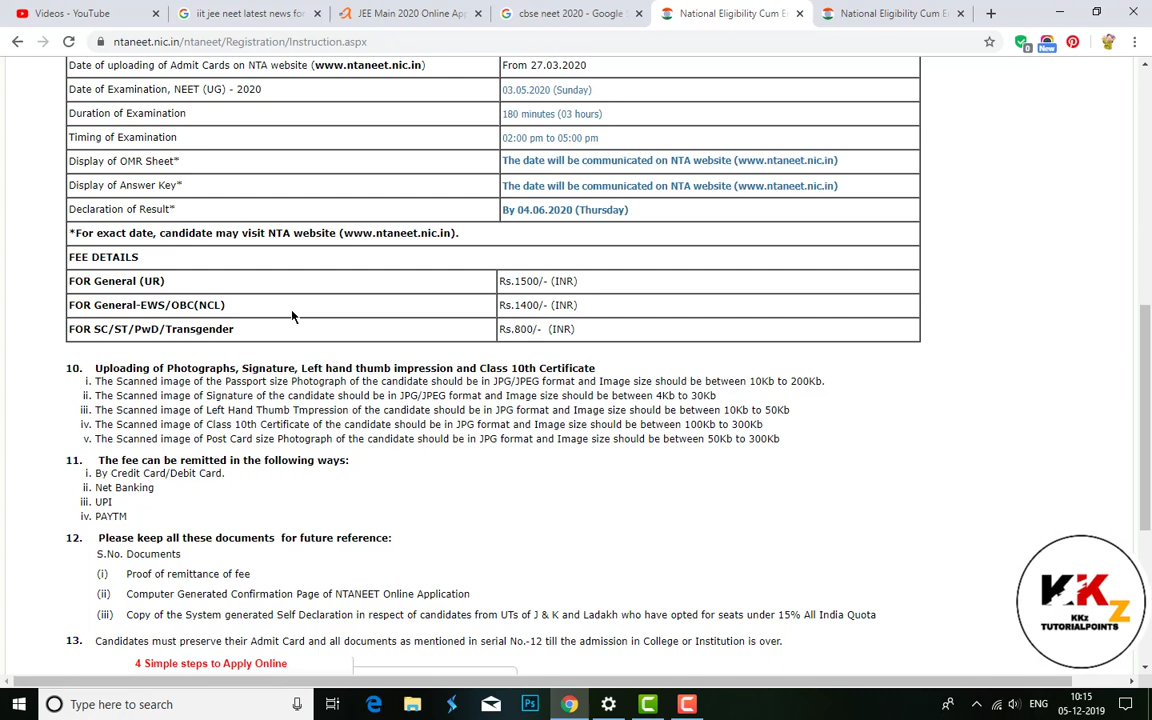 Videos - YouTube
iit jee neet latest news for
JEE Main 2020 Online App
cbse neet 2020 - Google S
National Eligibility Cum E
National Eligibility Cum E
ntaneet.nic.in/ntaneet/Registration/Instruction.aspx
0
New
Date of uploading of Admit Cards on NTA website (www.ntaneet.nic.in) From 27.03.2020
Date of Examination, NEET (UG) - 2020 03.05.2020 (Sunday)
Duration of Examination 180 minutes (03 hours)
Timing of Examination 02:00 pm to 05:00 pm
Display of OMR Sheet* The date will be communicated on NTA website (www.ntaneet.nic.in)
Display of Answer Key* The date will be communicated on NTA website (www.ntaneet.nic.in)
Declaration of Result* By 04.06.2020 (Thursday)
*For exact date, candidate may visit NTA website (www.ntaneet.nic.in).
FEE DETAILS
FOR General (UR) Rs.1500/- (INR)
FOR General-EWS/OBC(NCL) Rs.1400/- (INR)
FOR SC/ST/PwD/Transgender Rs.800/- (INR)
10. Uploading of Photographs, Signature, Left hand thumb impression and Class 10th Certificate
i. The Scanned image of the Passport size Photograph of the candidate should be in JPG/JPEG format and Image size should be between 10Kb to 200Kb.
ii. The Scanned image of Signature of the candidate should be in JPG/JPEG format and Image size should be between 4Kb to 30Kb
iii. The Scanned image of Left Hand Thumb Tmpression of the candidate should be in JPG format and Image size should be between 10Kb to 50Kb
iv. The Scanned image of Class 10th Certificate of the candidate should be in JPG format and Image size should be between 100Kb to 300Kb
v. The Scanned image of Post Card size Photograph of the candidate should be in JPG format and Image size should be between 50Kb to 300Kb
11. The fee can be remitted in the following ways:
i. By Credit Card/Debit Card.
ii. Net Banking
iii. UPI
iv. PAYTM
12. Please keep all these documents for future reference:
S.No. Documents
(i) Proof of remittance of fee
(ii) Computer Generated Confirmation Page of NTANEET Online Application
(iii) Copy of the System generated Self Declaration in respect of candidates from UTs of J & K and Ladakh who have opted for seats under 15% All India Quota
13. Candidates must preserve their Admit Card and all documents as mentioned in serial No.-12 till the admission in College or Institution is over.
4 Simple steps to Apply Online
KKZ
KKz
TUTORIALPOINTS
Type here to search
Ps
ENG
10:15
05-12-2019